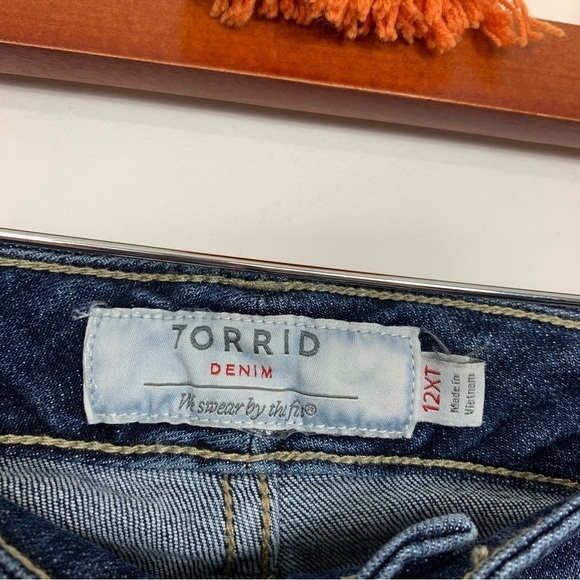 TORRID
DENIM
We swear by the fit®
12XT
Made in
Vietnam